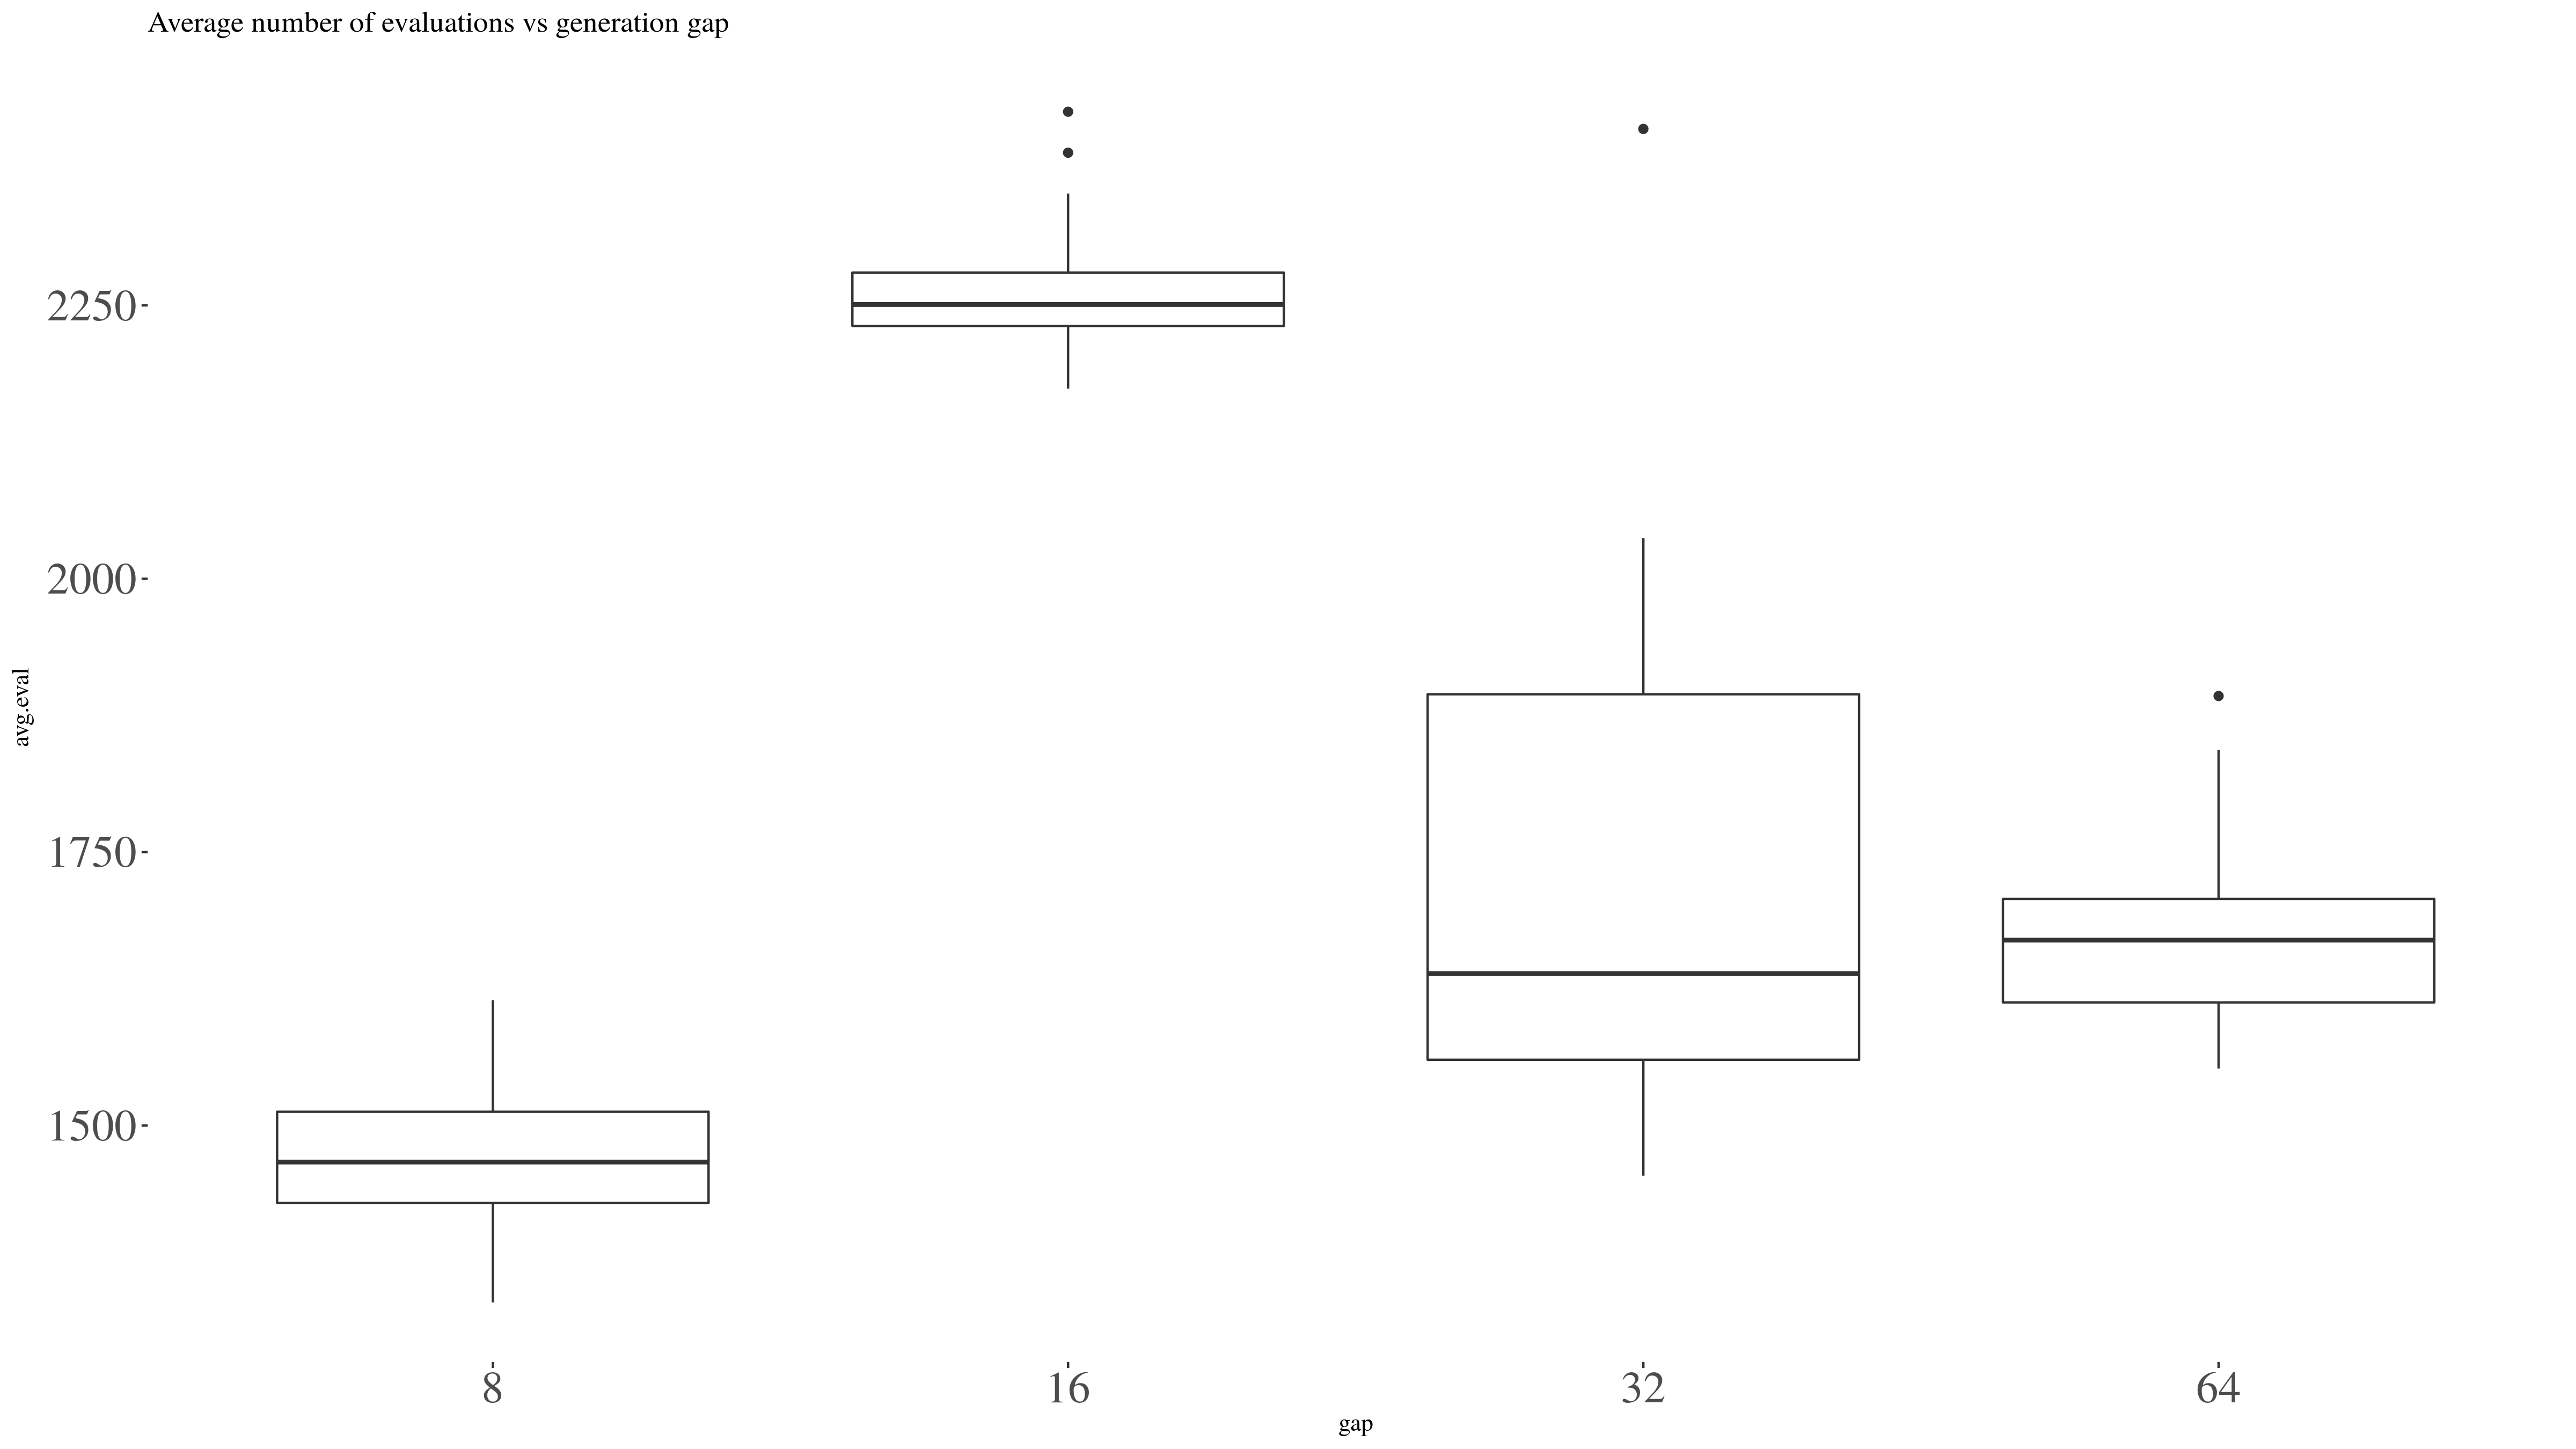 Average number of evaluations vs generation gap
2250
2000
1750
1500
avg.eval
8 16 32 64
gap